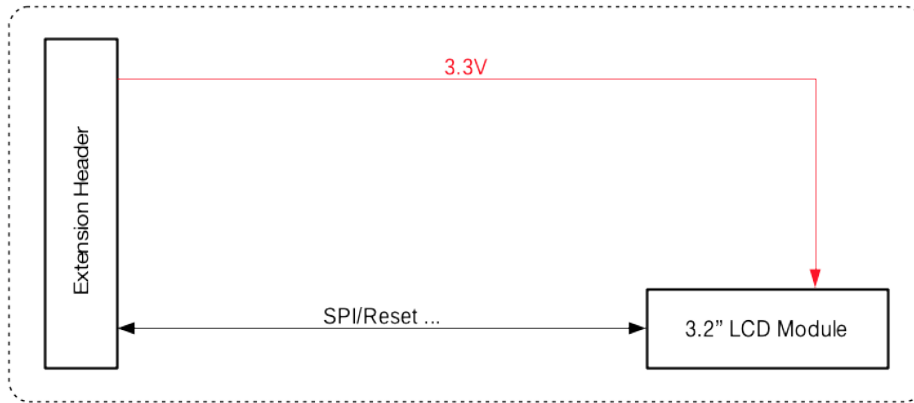 3.3V
Extension Header
SPI/Reset ...
3.2” LCD Module